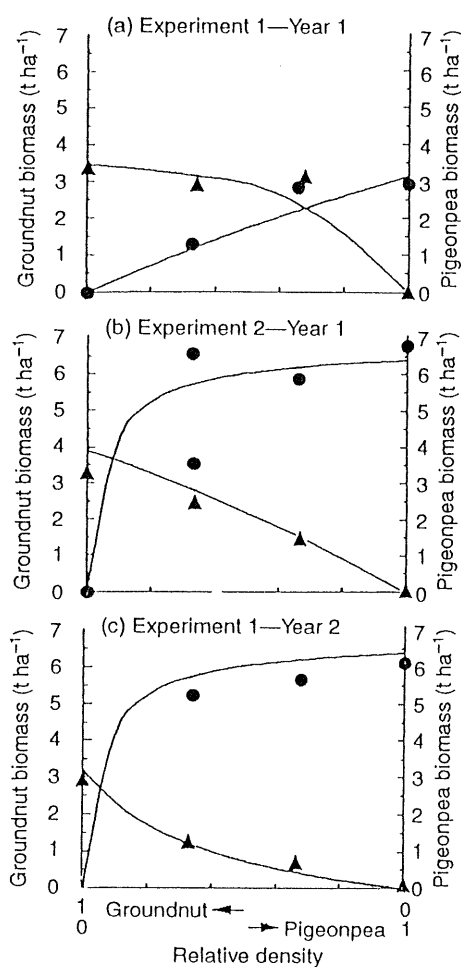 (a) Experiment 1—Year 1
Groundnut biomass (t ha⁻¹)
Pigeonpea biomass (t ha⁻¹)
7 7
6 6
5 5
4 4
3 3
2 2
1 1
0 0
(b) Experiment 2—Year 1
Groundnut biomass (t ha⁻¹)
Pigeonpea biomass (t ha⁻¹)
7 7
6 6
5 5
4 4
3 3
2 2
1 1
0 0
(c) Experiment 1—Year 2
Groundnut biomass (t ha⁻¹)
Pigeonpea biomass (t ha⁻¹)
7 7
6 6
5 5
4 4
3 3
2 2
1 1
0 0
1 Groundnut ← 0
0 → Pigeonpea 1
Relative density